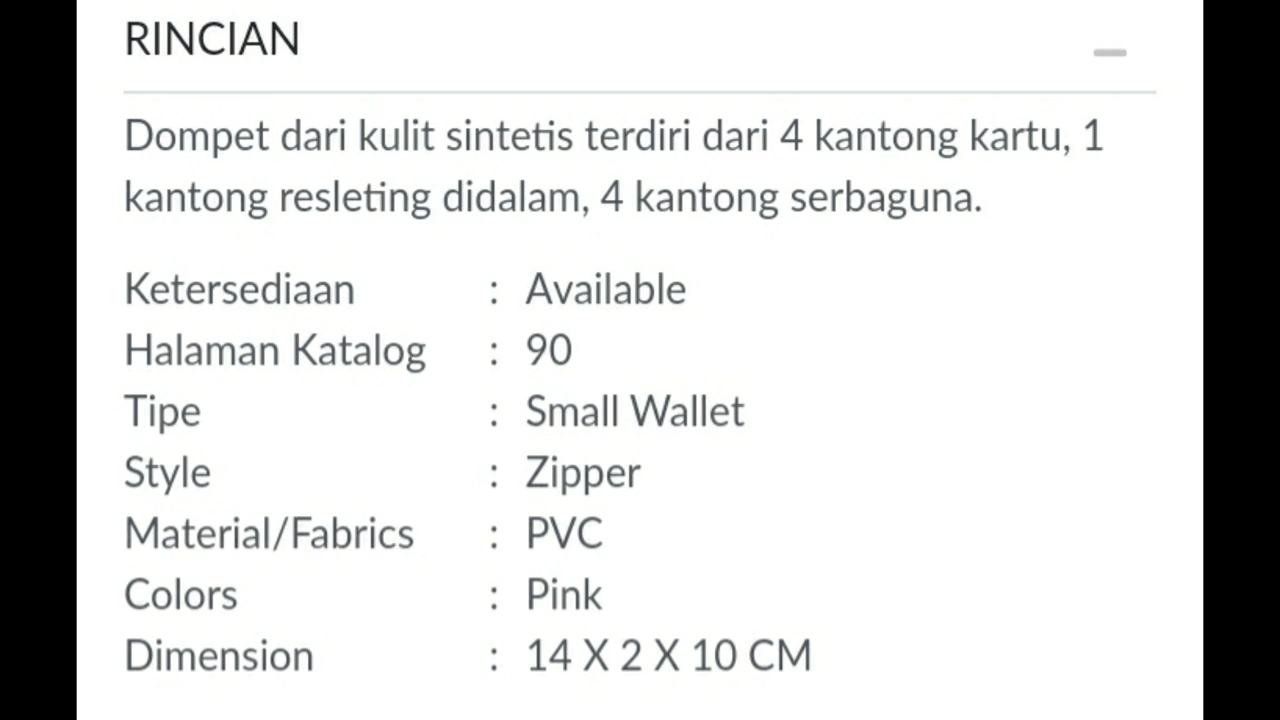 RINCIAN
Dompet dari kulit sintetis terdiri dari 4 kantong kartu, 1
kantong resleting didalam, 4 kantong serbaguna.
Ketersediaan : Available
Halaman Katalog : 90
Tipe : Small Wallet
Style : Zipper
Material/Fabrics : PVC
Colors : Pink
Dimension : 14 X 2 X 10 CM